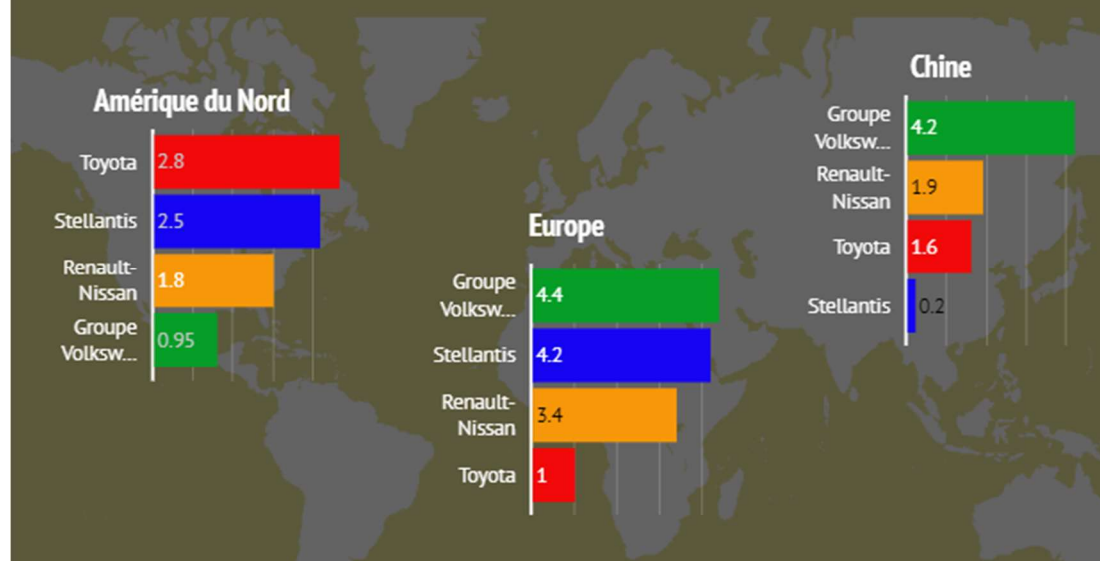 Amérique du Nord
Toyota
2.8
Stellantis
2.5
Renault-
Nissan
1.8
Groupe
Volksw...
0.95
Europe
Groupe
Volksw...
4.4
Stellantis
4.2
Renault-
Nissan
3.4
Toyota
1
Chine
Groupe
Volksw...
4.2
Renault-
Nissan
1.9
Toyota
1.6
Stellantis
0.2